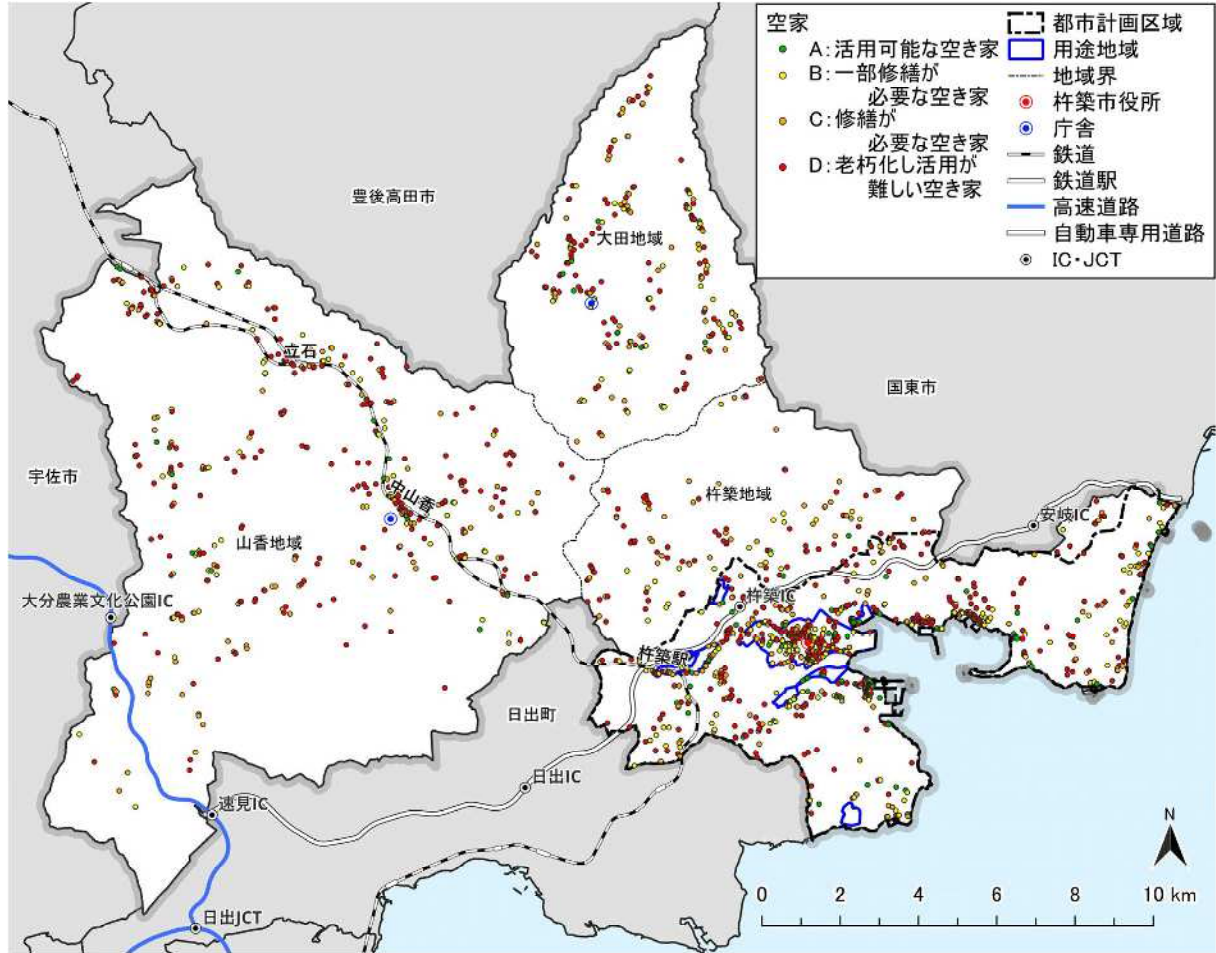 空家
A:活用可能な空き家
B:一部修繕が
必要な空き家
C:修繕が
必要な空き家
D:老朽化し活用が
難しい空き家
都市計画区域
用途地域
地域界
杵築市役所
庁舎
鉄道
鉄道駅
高速道路
自動車専用道路
IC・JCT
豊後高田市
大田地域
立石
国東市
宇佐市
中山香
杵築地域
安岐IC
山香地域
大分農業文化公園IC
杵築IC
杵築駅
日出町
日出IC
速見IC
日出JCT
N
0 2 4 6 8 10 km